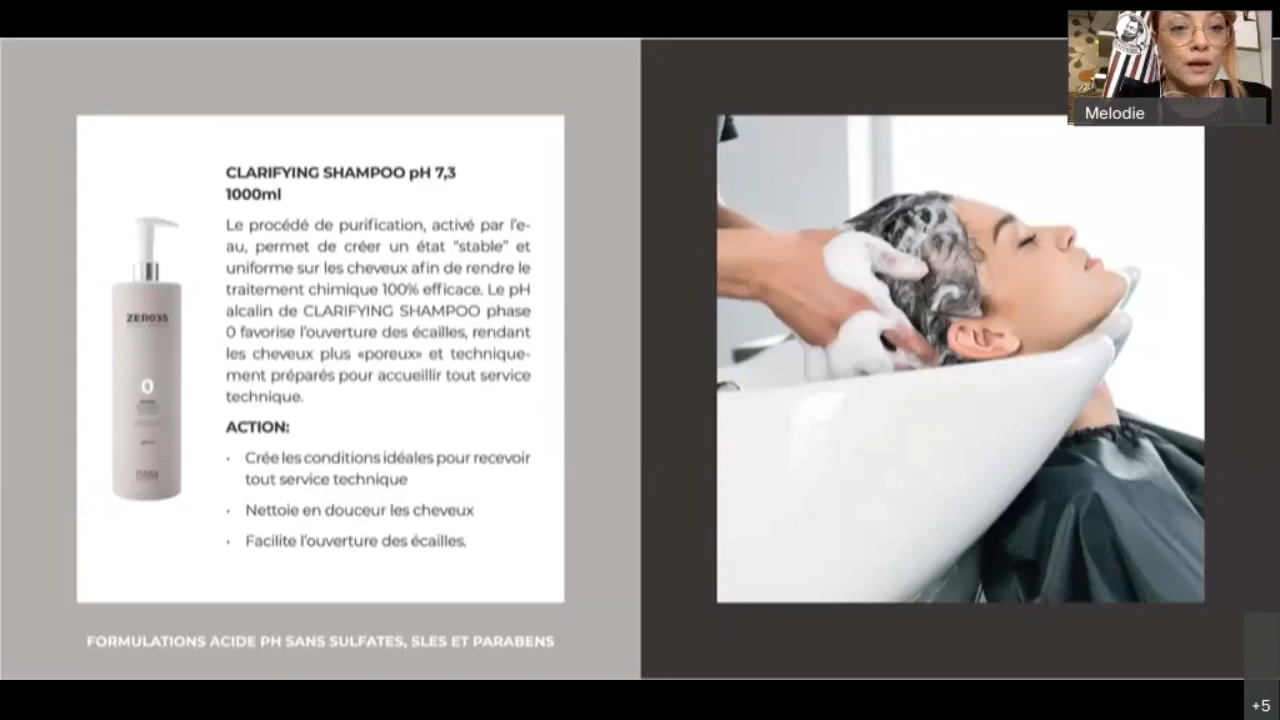 Melodie
CLARIFYING SHAMPOO pH 7,3
1000ml
Le procédé de purification, activé par l'e-
au, permet de créer un état "stable" et
uniforme sur les cheveux afin de rendre le
traitement chimique 100% efficace. Le pH
alcalin de CLARIFYING SHAMPOO phase
0 favorise l'ouverture des écailles, rendant
les cheveux plus «poreux» et technique-
ment préparés pour accueillir tout service
technique.
ACTION:
• Crée les conditions idéales pour recevoir
tout service technique
• Nettoie en douceur les cheveux
• Facilite l'ouverture des écailles.
ZER035
0
FORMULATIONS ACIDE PH SANS SULFATES, SLES ET PARABENS
+5